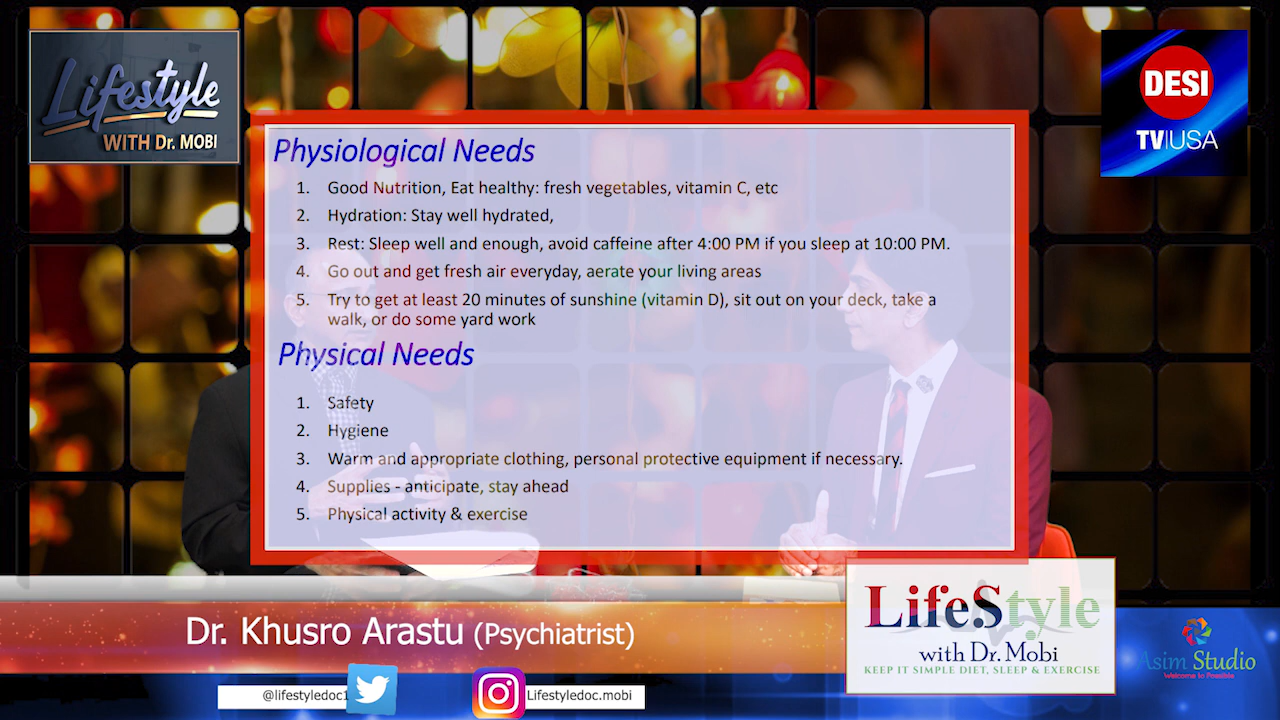 Lifestyle
WITH Dr. MOBI
DESI
TV|USA
Physiological Needs
1. Good Nutrition, Eat healthy: fresh vegetables, vitamin C, etc
2. Hydration: Stay well hydrated,
3. Rest: Sleep well and enough, avoid caffeine after 4:00 PM if you sleep at 10:00 PM.
4. Go out and get fresh air everyday, aerate your living areas
5. Try to get at least 20 minutes of sunshine (vitamin D), sit out on your deck, take a
walk, or do some yard work
Physical Needs
1. Safety
2. Hygiene
3. Warm and appropriate clothing, personal protective equipment if necessary.
4. Supplies - anticipate, stay ahead
5. Physical activity & exercise
Dr. Khusro Arastu (Psychiatrist)
LifeStyle
with Dr. Mobi
KEEP IT SIMPLE DIET, SLEEP & EXERCISE
Asim Studio
Welcome to Possible
@lifestyledoc1
Lifestyledoc.mobi